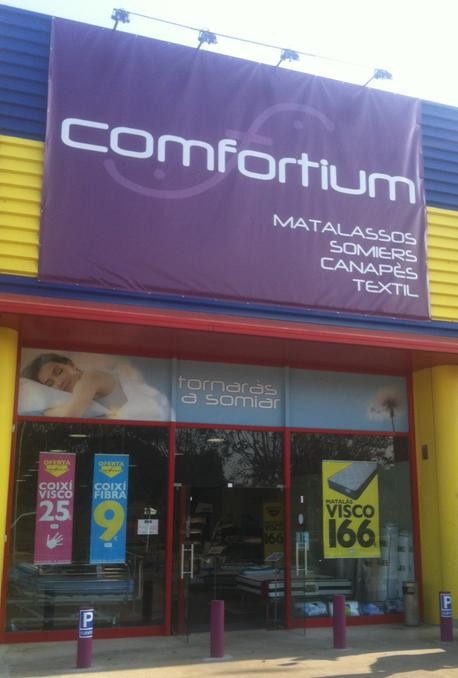 comfortium
MATALASSOS
SOMIERS
CANAPÈS
TEXTIL
tornaràs
a somiar
OFERTA
COIXÍ
VISCO
25
OFERTA
COIXÍ
FIBRA
9
MATALÀS
VISCO
166
166
P
P